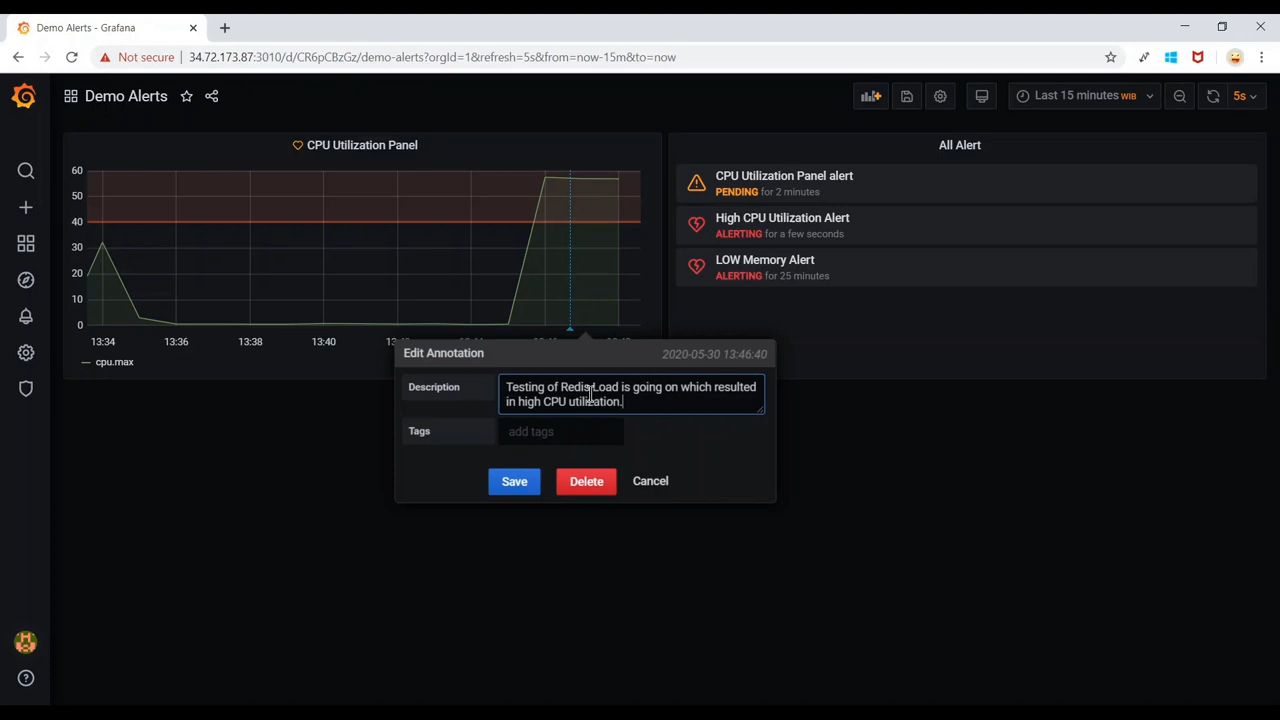 Demo Alerts - Grafana
Not secure
34.72.173.87:3010/d/CR6pCBzGz/demo-alerts?orgId=1&refresh=5s&from=now-15m&to=now
Demo Alerts
Last 15 minutes WIB
5s
CPU Utilization Panel
60
50
40
30
20
10
0
13:34
13:36
13:38
13:40
cpu.max
All Alert
CPU Utilization Panel alert
PENDING for 2 minutes
High CPU Utilization Alert
ALERTING for a few seconds
LOW Memory Alert
ALERTING for 25 minutes
Edit Annotation
2020-05-30 13:46:40
Description
Testing of Redis Load is going on which resulted
in high CPU utilization.
Tags
add tags
Save
Delete
Cancel